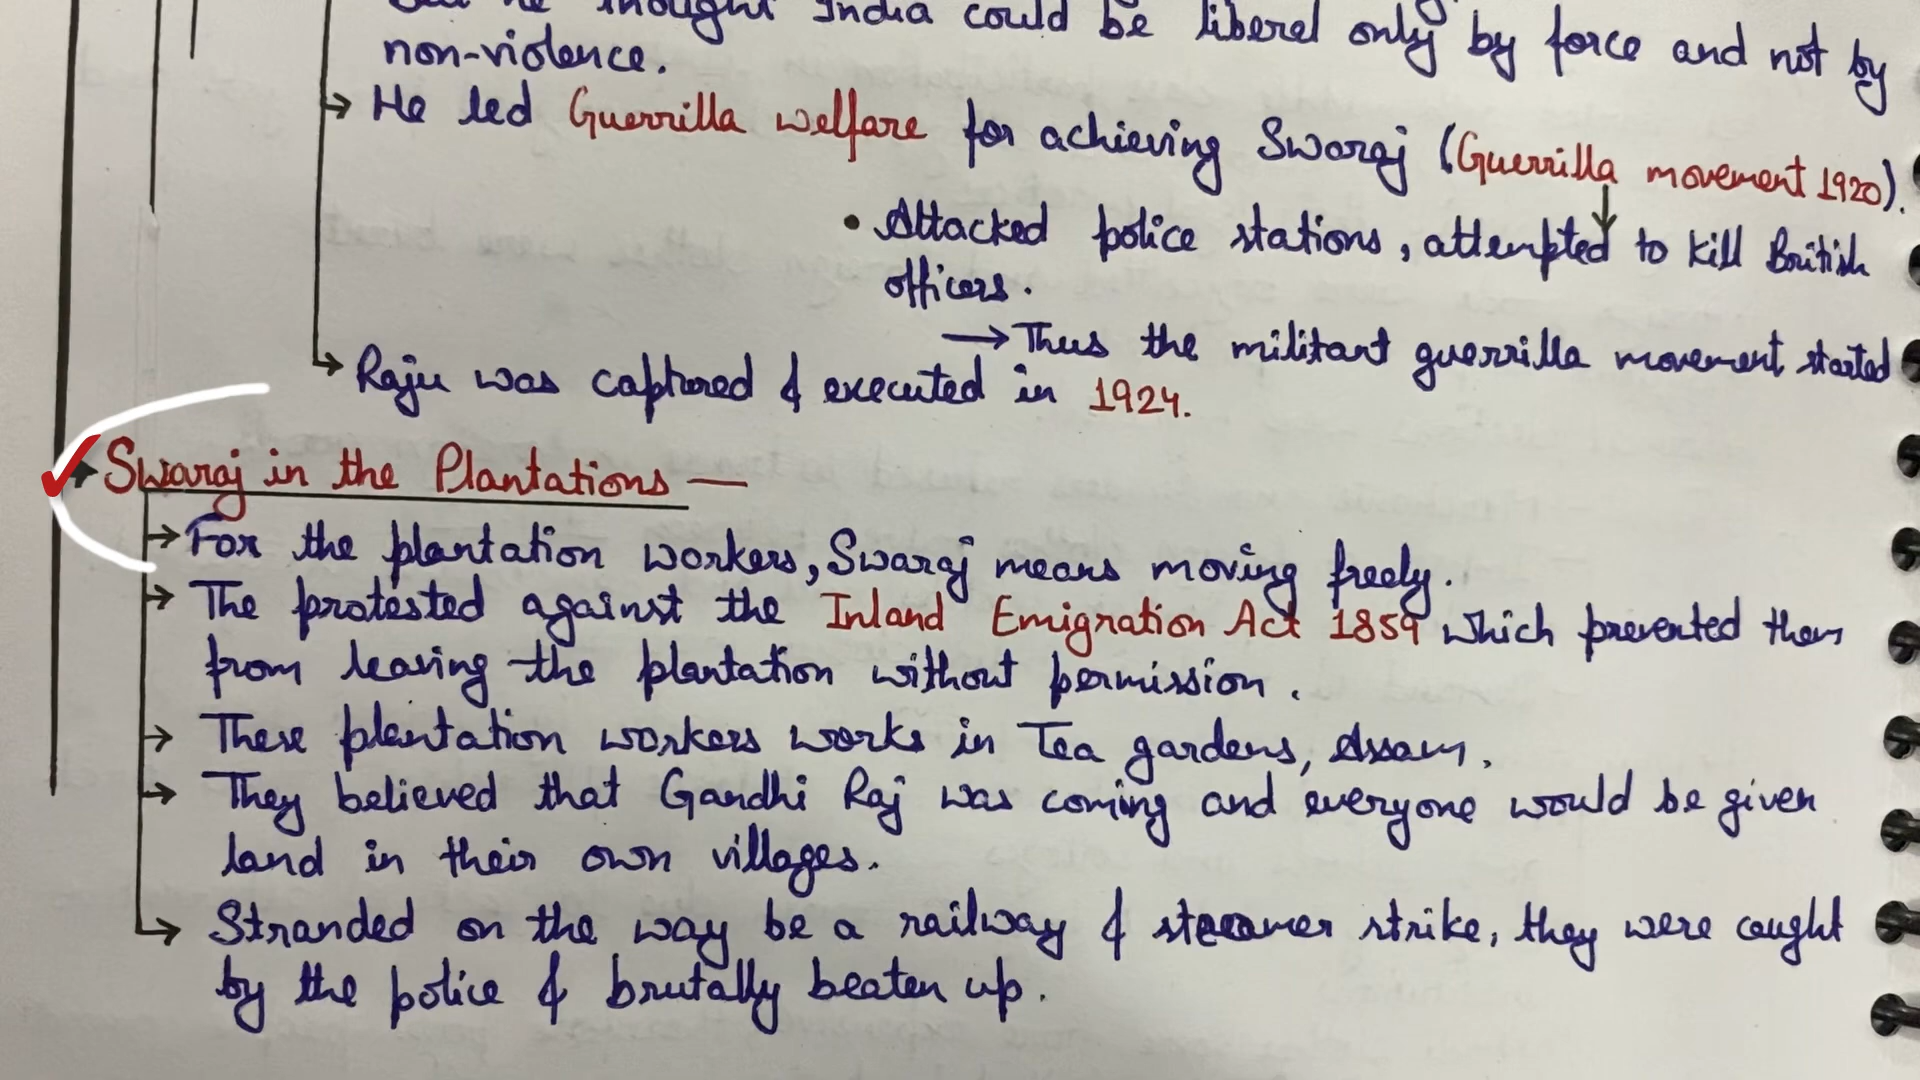 but he thought India could be liberal only by force and not by
non-violence.
He led Guerrilla welfare for achieving Swaraj (Guerrilla movement 1920).
• Attacked police stations, attempted to kill British
officers.
→ Thus the militant guerrilla movement started
Raju was captured & executed in 1924.
Swaraj in the Plantations —
→ For the plantation workers, Swaraj means moving freely.
→ The protested against the Inland Emigration Act 1859 which prevented them
from leaving the plantation without permission.
→ These plantation workers works in Tea gardens, Assam.
→ They believed that Gandhi Raj was coming and everyone would be given
land in their own villages.
→ Stranded on the way be a railway & steamer strike, they were caught
by the police & brutally beaten up.